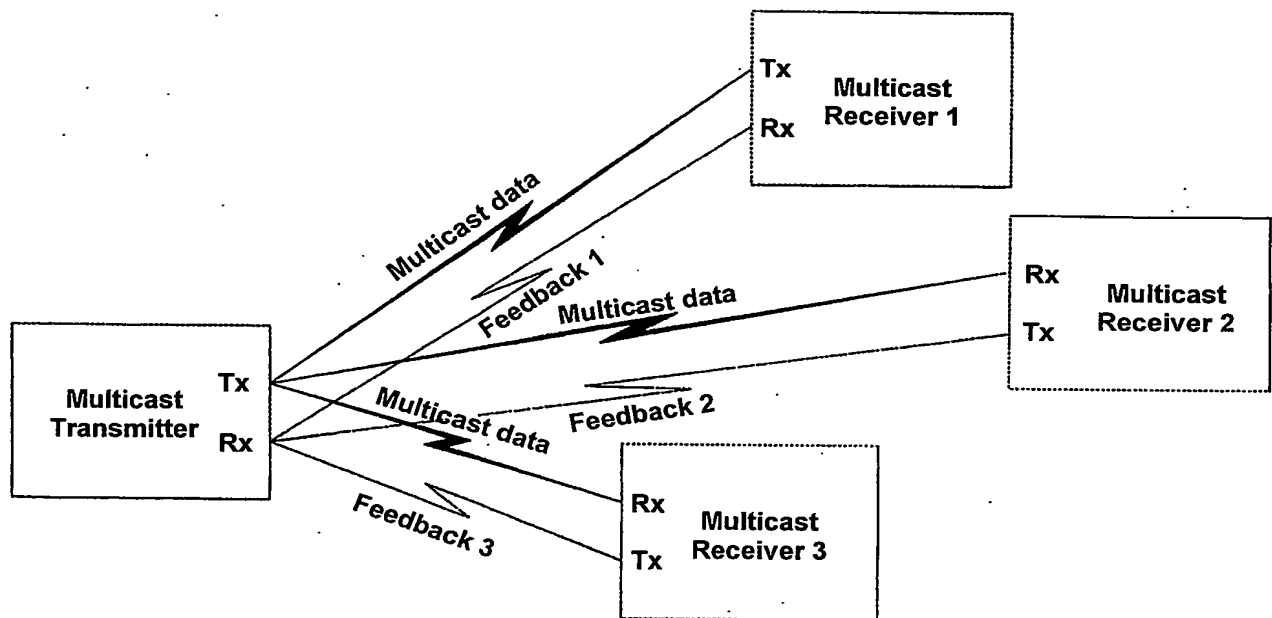 Tx
Multicast
Receiver 1
Rx
Multicast data
Feedback 1
Multicast data
Rx
Multicast
Receiver 2
Tx
Multicast
Transmitter
Tx
Rx
Multicast data
Feedback 2
Feedback 3
Rx
Multicast
Receiver 3
Tx